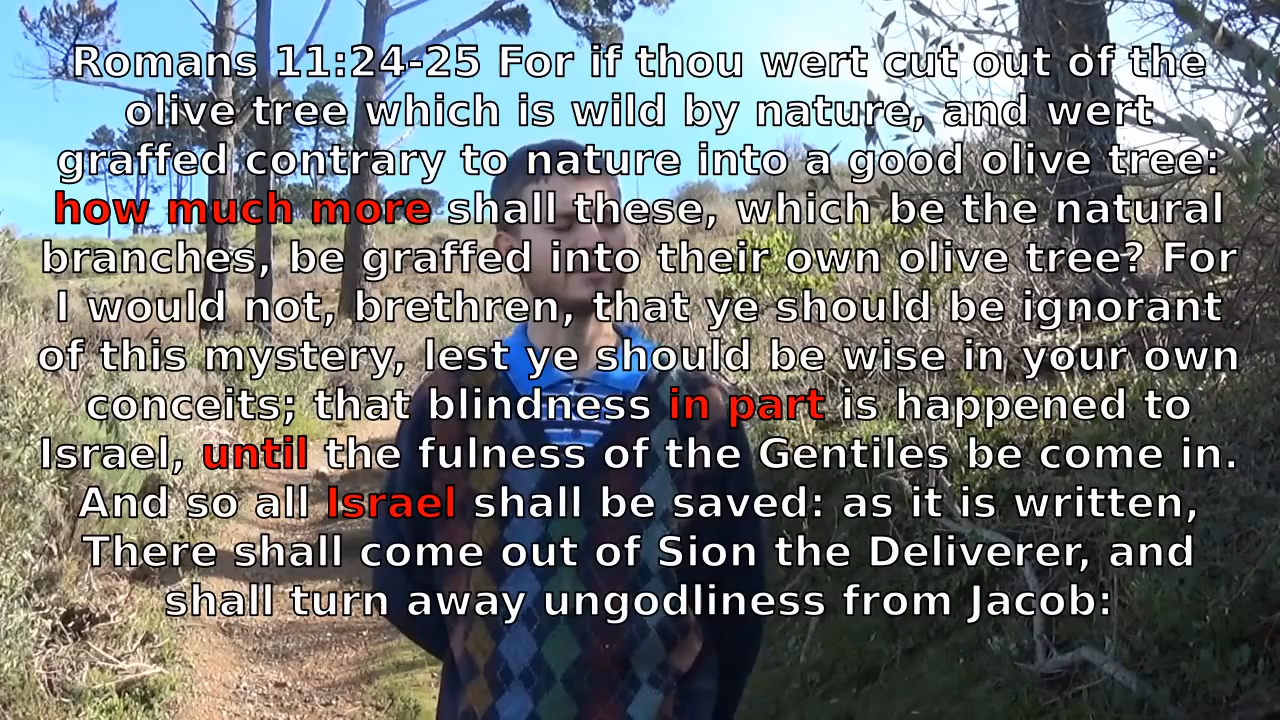 Romans 11:24-25 For if thou wert cut out of the
olive tree which is wild by nature, and wert
graffed contrary to nature into a good olive tree:
how much more shall these, which be the natural
branches, be graffed into their own olive tree? For
I would not, brethren, that ye should be ignorant
of this mystery, lest ye should be wise in your own
conceits; that blindness in part is happened to
Israel, until the fulness of the Gentiles be come in.
And so all Israel shall be saved: as it is written,
There shall come out of Sion the Deliverer, and
shall turn away ungodliness from Jacob: